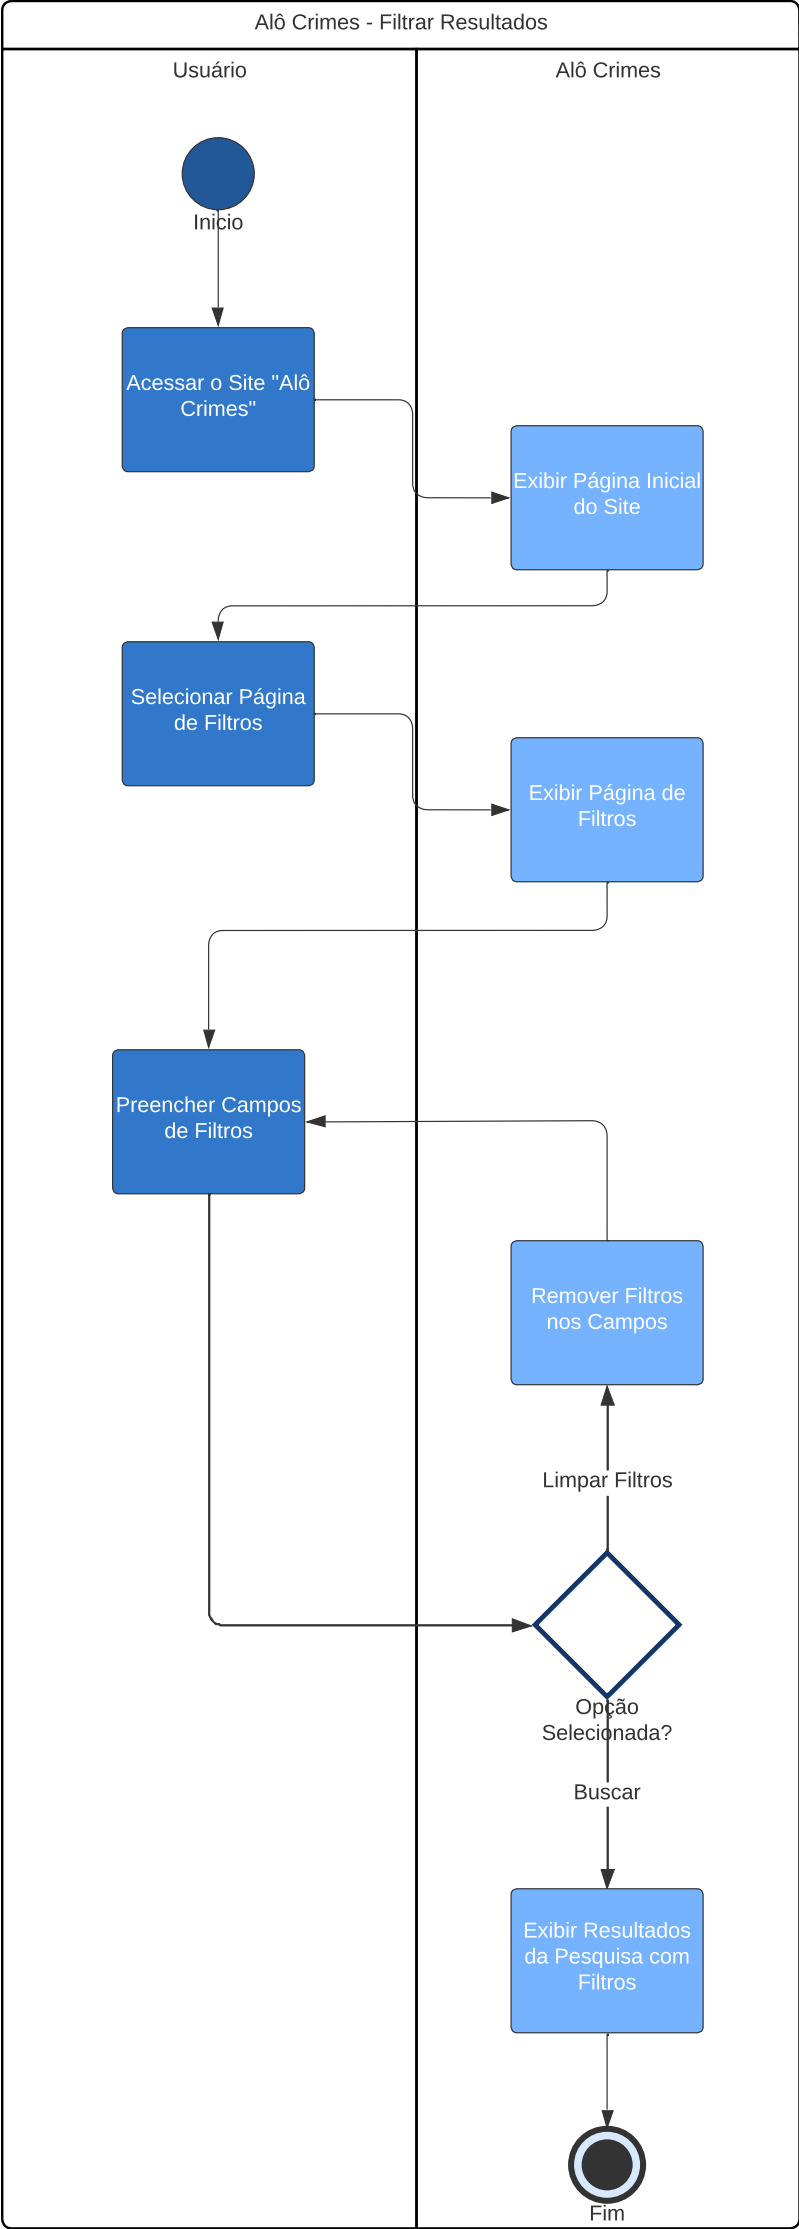 Alô Crimes - Filtrar Resultados
Usuário
Alô Crimes
Inicio
Acessar o Site "Alô
Crimes"
Exibir Página Inicial
do Site
Selecionar Página
de Filtros
Exibir Página de
Filtros
Preencher Campos
de Filtros
Remover Filtros
nos Campos
Limpar Filtros
Opção
Selecionada?
Buscar
Exibir Resultados
da Pesquisa com
Filtros
Fim